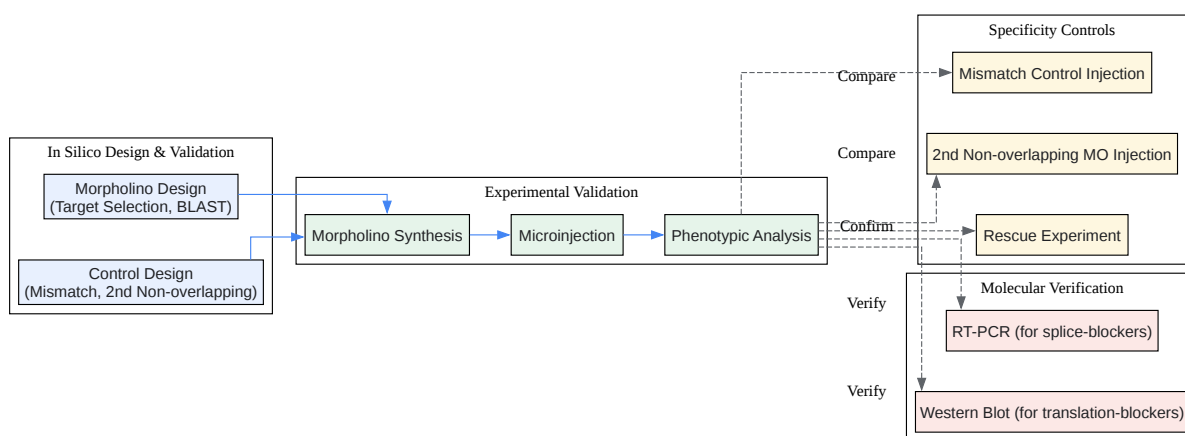 In Silico Design & Validation
Morpholino Design
(Target Selection, BLAST)
Control Design
(Mismatch, 2nd Non-overlapping)
Experimental Validation
Morpholino Synthesis
Microinjection
Phenotypic Analysis
Compare
Compare
Confirm
Verify
Verify
Specificity Controls
Mismatch Control Injection
2nd Non-overlapping MO Injection
Rescue Experiment
Molecular Verification
RT-PCR (for splice-blockers)
Western Blot (for translation-blockers)